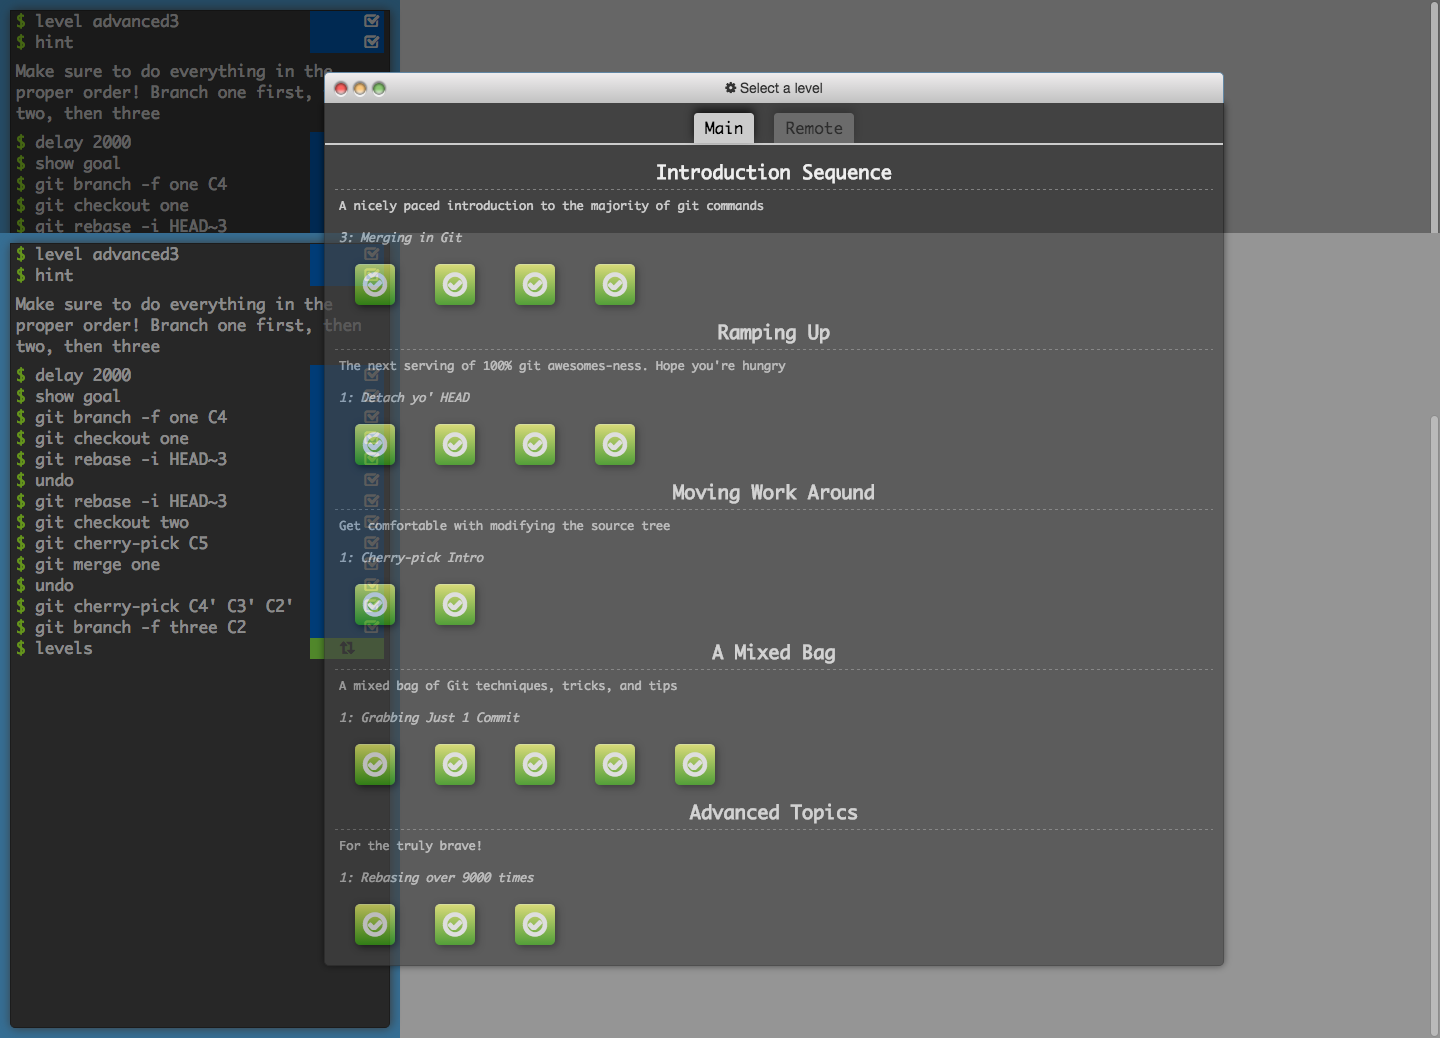 $ level advanced3
$ hint
Make sure to do everything in the
proper order! Branch one first,
two, then three
$ delay 2000
$ show goal
$ git branch -f one C4
$ git checkout one
$ git rebase -i HEAD~3
$ level advanced3
$ hint
Make sure to do everything in the
proper order! Branch one first, then
two, then three
$ delay 2000
$ show goal
$ git branch -f one C4
$ git checkout one
$ git rebase -i HEAD~3
$ undo
$ git rebase -i HEAD~3
$ git checkout two
$ git cherry-pick C5
$ git merge one
$ undo
$ git cherry-pick C4' C3' C2'
$ git branch -f three C2
$ levels
Select a level
Main Remote
Introduction Sequence
A nicely paced introduction to the majority of git commands
3: Merging in Git
Ramping Up
The next serving of 100% git awesomes-ness. Hope you're hungry
1: Detach yo' HEAD
Moving Work Around
Get comfortable with modifying the source tree
1: Cherry-pick Intro
A Mixed Bag
A mixed bag of Git techniques, tricks, and tips
1: Grabbing Just 1 Commit
Advanced Topics
For the truly brave!
1: Rebasing over 9000 times